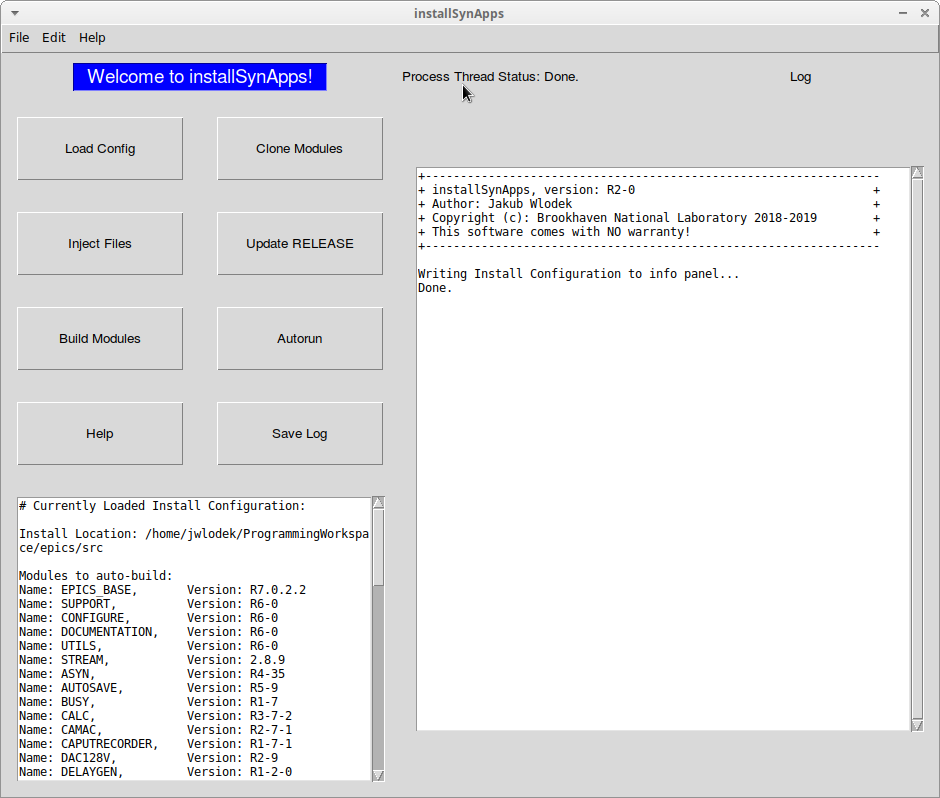 installSynApps
File Edit Help
Welcome to installSynApps!
Process Thread Status: Done.
Log
Load Config
Clone Modules
Inject Files
Update RELEASE
Build Modules
Autorun
Help
Save Log
# Currently Loaded Install Configuration:
Install Location: /home/jwlodek/ProgrammingWorkspa
ce/epics/src
Modules to auto-build:
Name: EPICS_BASE,       Version: R7.0.2.2
Name: SUPPORT,          Version: R6-0
Name: CONFIGURE,        Version: R6-0
Name: DOCUMENTATION,    Version: R6-0
Name: UTILS,            Version: R6-0
Name: STREAM,           Version: 2.8.9
Name: ASYN,             Version: R4-35
Name: AUTOSAVE,         Version: R5-9
Name: BUSY,             Version: R1-7
Name: CALC,             Version: R3-7-2
Name: CAMAC,            Version: R2-7-1
Name: CAPUTRECORDER,    Version: R1-7-1
Name: DAC128V,          Version: R2-9
Name: DELAYGEN,         Version: R1-2-0
+-----------------------------------------------------------------
+ installSynApps, version: R2-0                                  +
+ Author: Jakub Wlodek                                           +
+ Copyright (c): Brookhaven National Laboratory 2018-2019        +
+ This software comes with NO warranty!                          +
+-----------------------------------------------------------------
Writing Install Configuration to info panel...
Done.